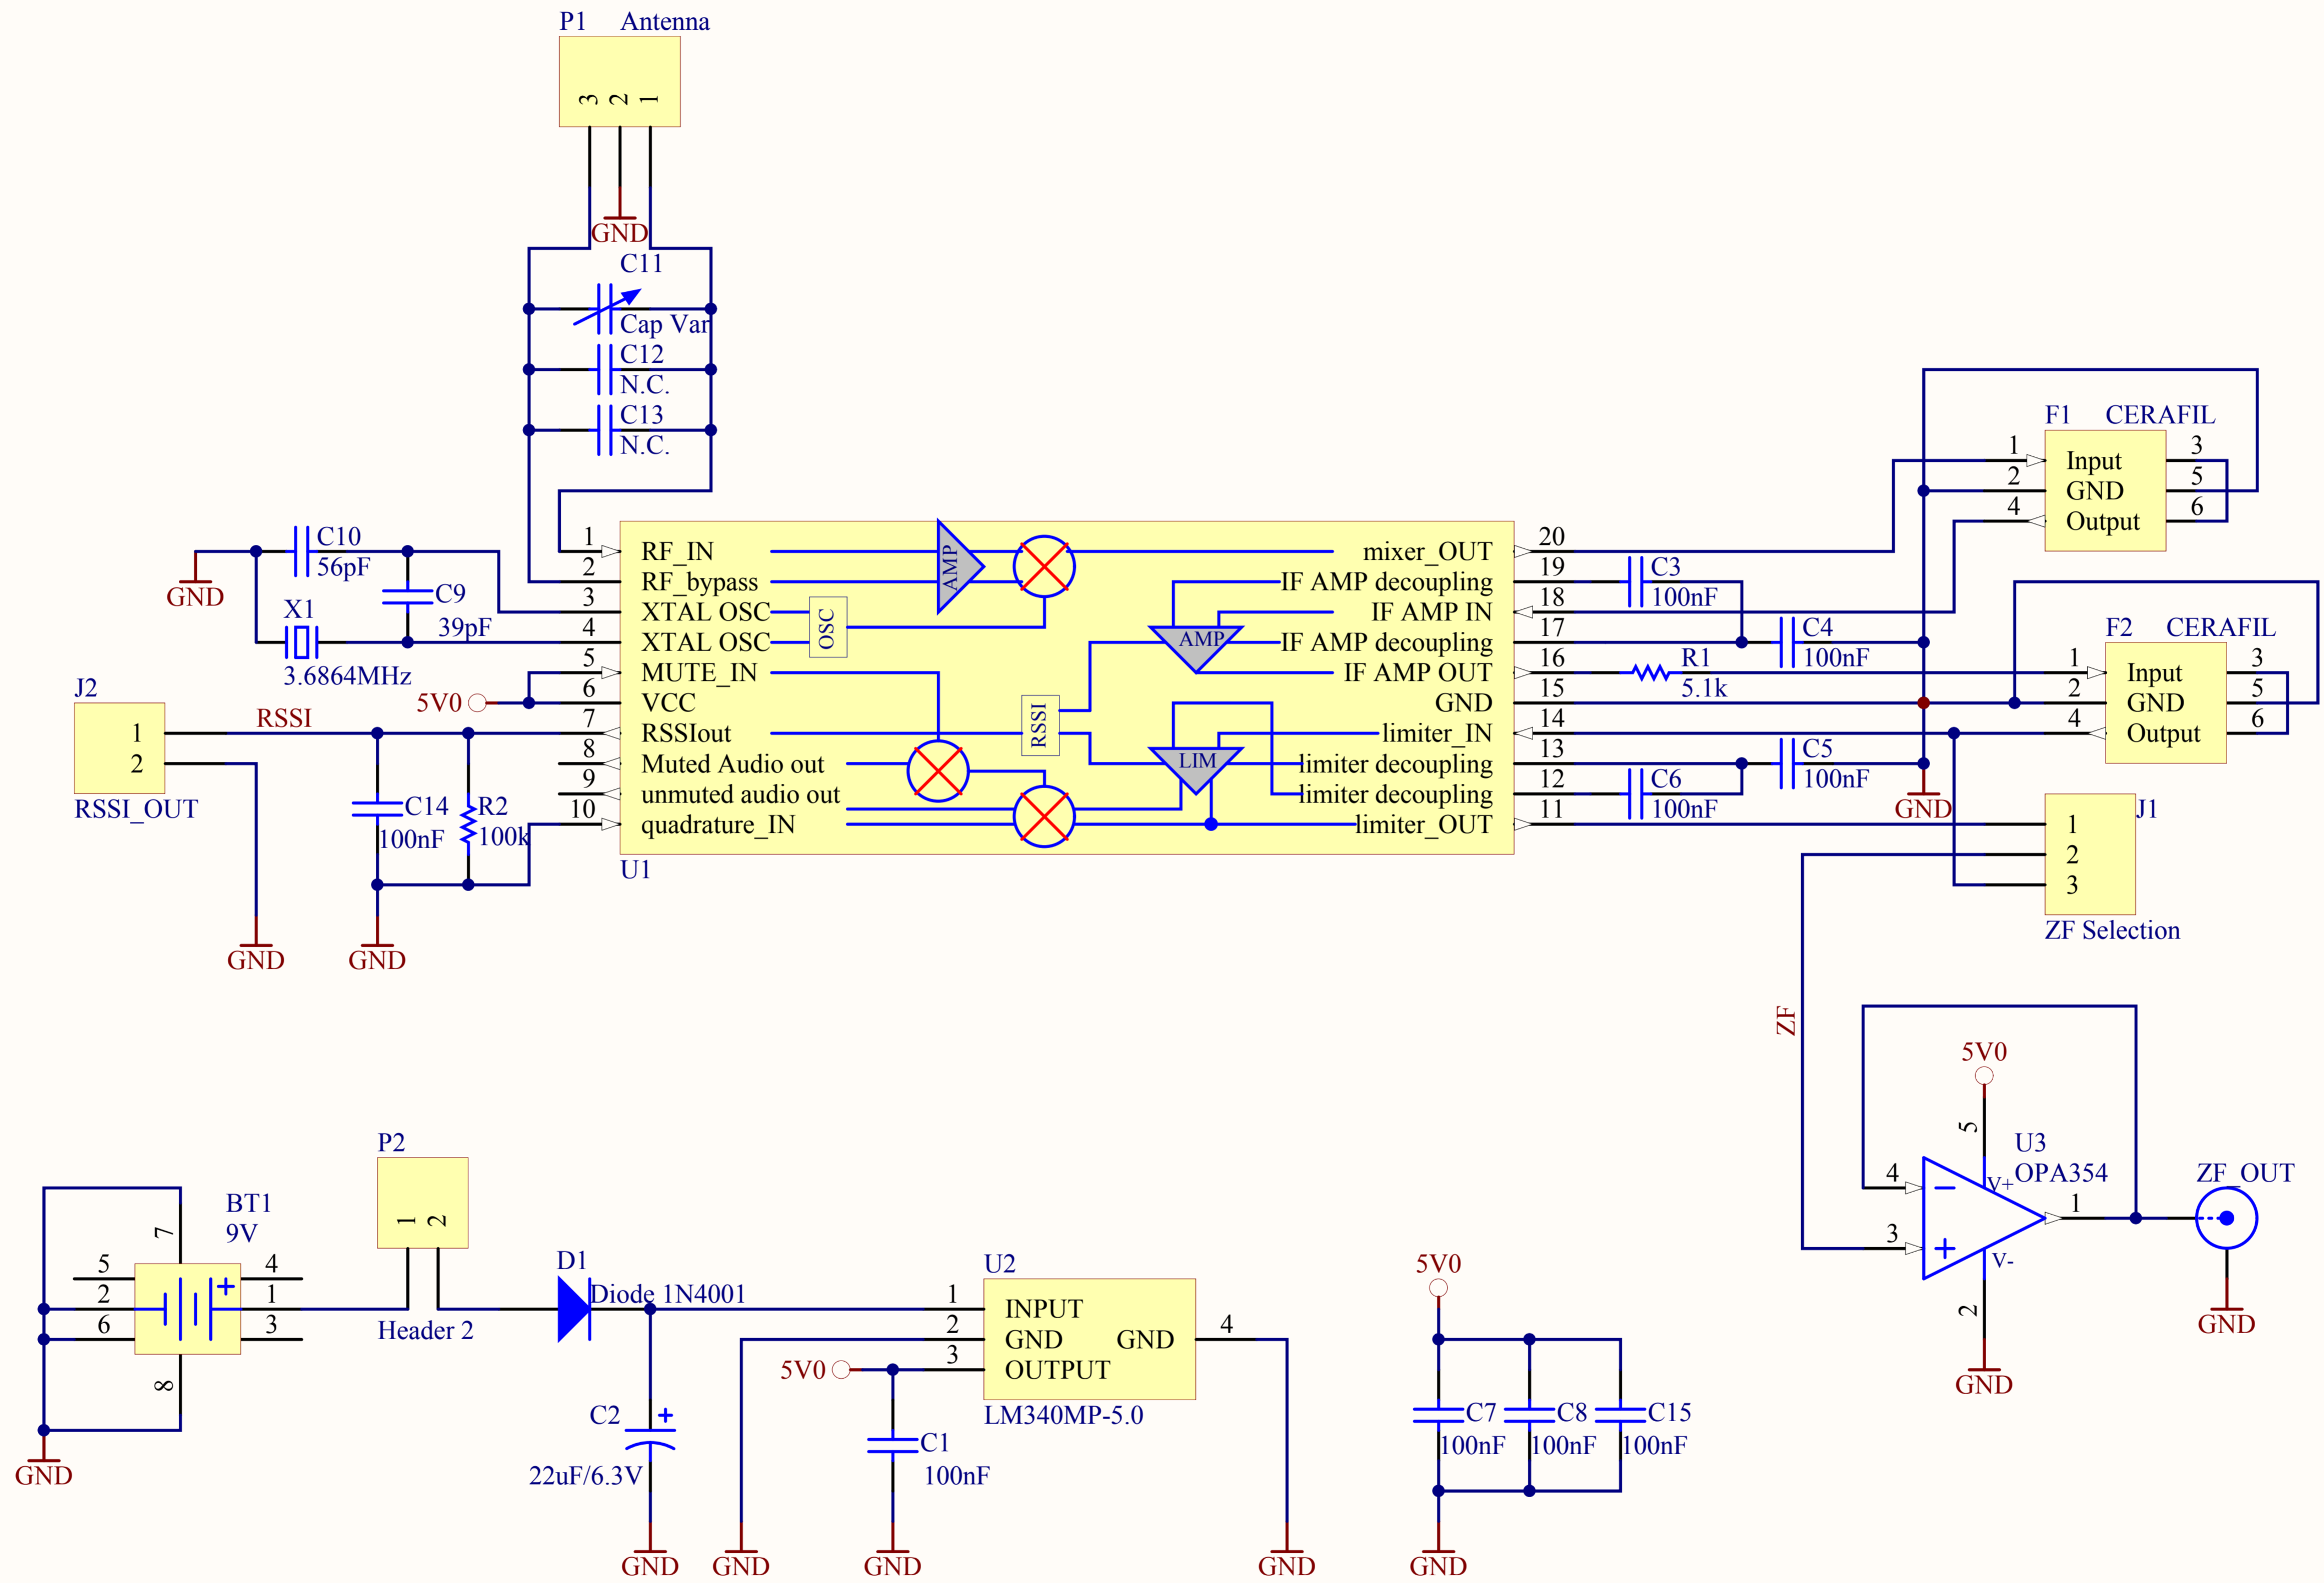 P1 Antenna
3 2 1
GND
C11
Cap Var
C12
N.C.
C13
N.C.
C10
56pF
GND
C9
39pF
X1
3.6864MHz
5V0
J2
1
2
RSSI_OUT
RSSI
C14
100nF
R2
100k
GND
GND
1 RF_IN
2 RF_bypass
3 XTAL OSC
4 XTAL OSC
5 MUTE_IN
6 VCC
7 RSSIout
8 Muted Audio out
9 unmuted audio out
10 quadrature_IN
U1
AMP
OSC
RSSI
AMP
LIM
mixer_OUT 20
IF AMP decoupling 19
IF AMP IN 18
IF AMP decoupling 17
IF AMP OUT 16
GND 15
limiter_IN 14
limiter decoupling 13
limiter decoupling 12
limiter_OUT 11
C3
100nF
C4
100nF
R1
5.1k
C5
100nF
C6
100nF
GND
F1 CERAFIL
1 Input 3
2 GND 5
4 Output 6
F2 CERAFIL
1 Input 3
2 GND 5
4 Output 6
J1
1
2
3
ZF Selection
ZF
5V0
5
U3
OPA354
4
V+
1
3
V-
2
GND
ZF_OUT
GND
BT1
9V
7
5 4
2 + 1
6 3
8
GND
P2
1 2
Header 2
D1
Diode 1N4001
C2 +
22uF/6.3V
GND
U2
1 INPUT
2 GND GND 4
3 OUTPUT
LM340MP-5.0
5V0
C1
100nF
GND
GND
GND
5V0
C7
100nF
C8
100nF
C15
100nF
GND